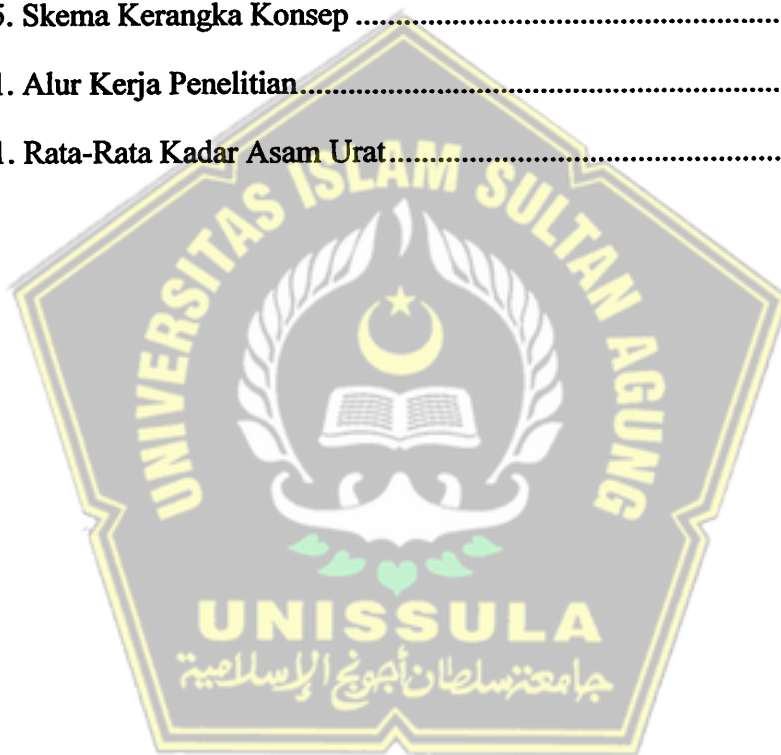 5. Skema Kerangka Konsep ....................................................
1. Alur Kerja Penelitian............................................................
1. Rata-Rata Kadar Asam Urat.................................................
UNIVERSITAS ISLAM SULTAN AGUNG
UNISSULA
جامعة سلطان أجونج الإسلامية